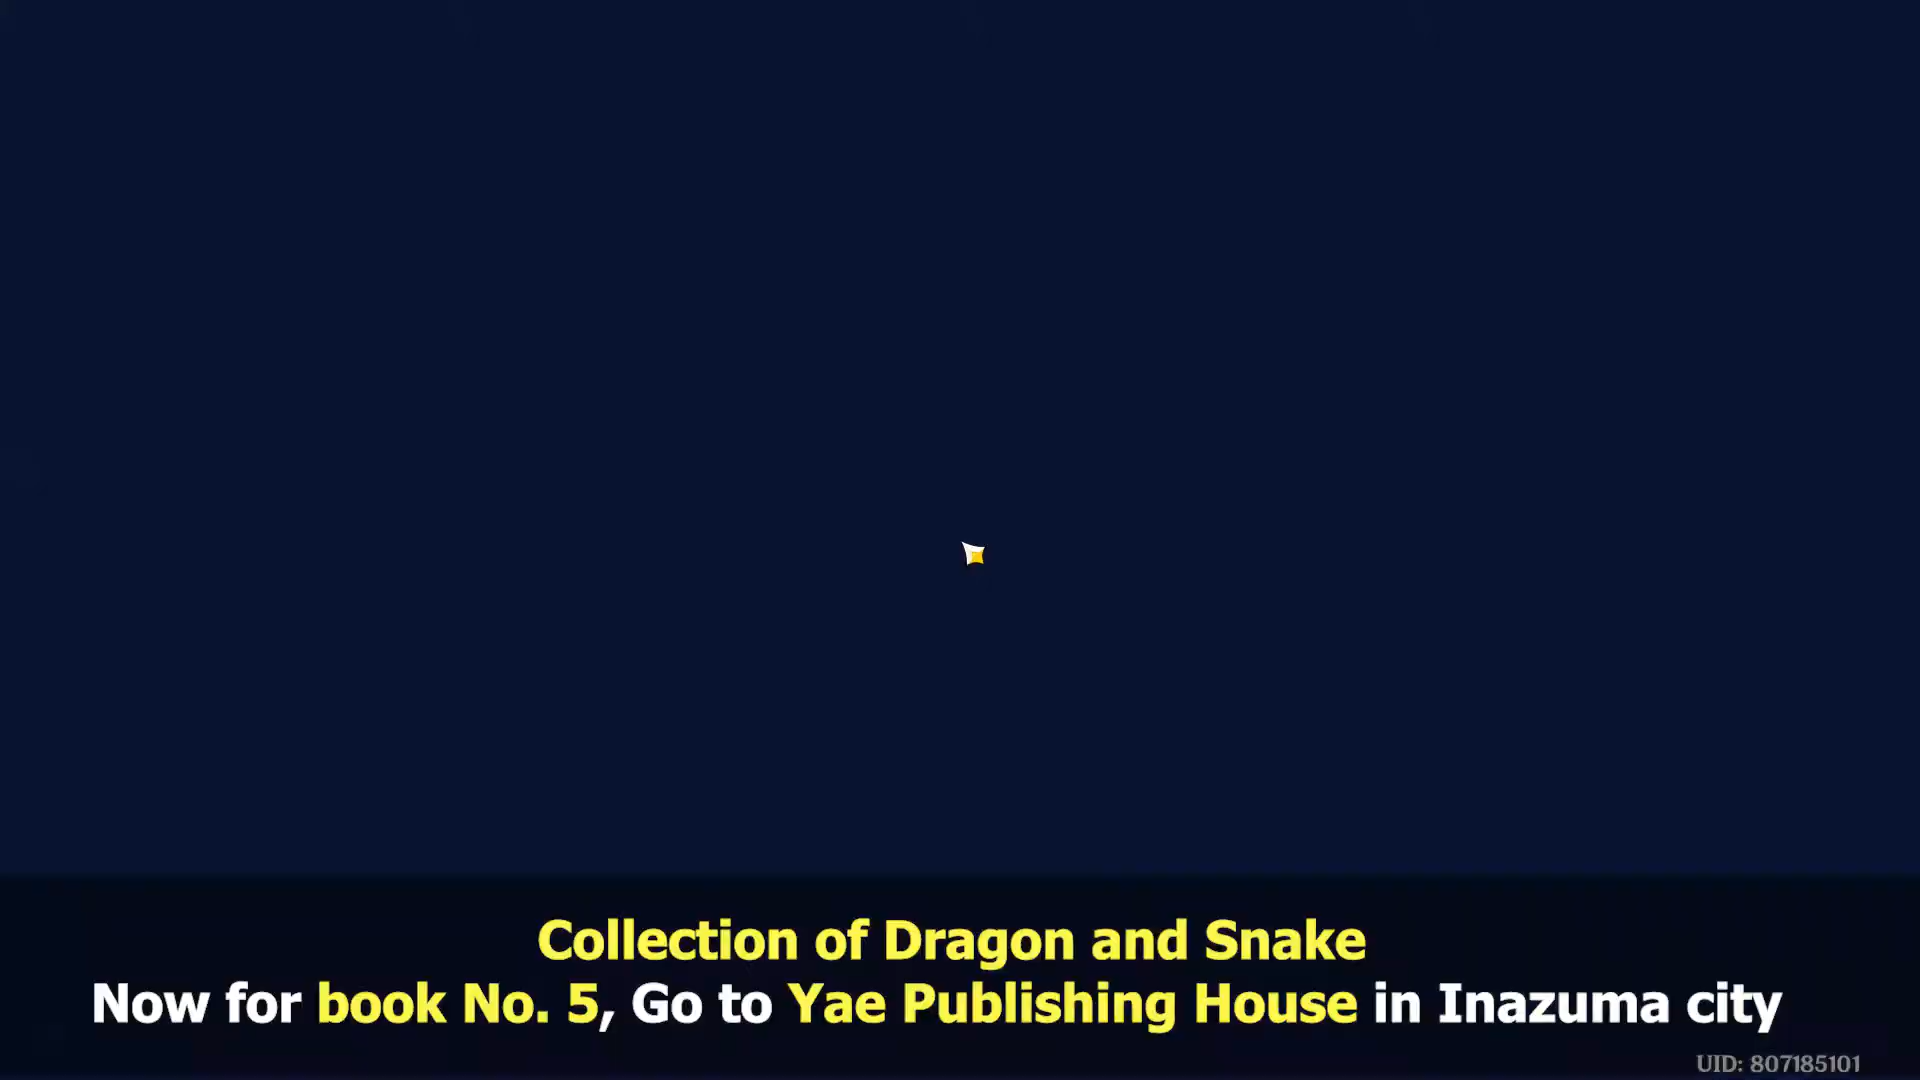 Collection of Dragon and Snake
Now for book No. 5, Go to Yae Publishing House in Inazuma city
UID: 807185101